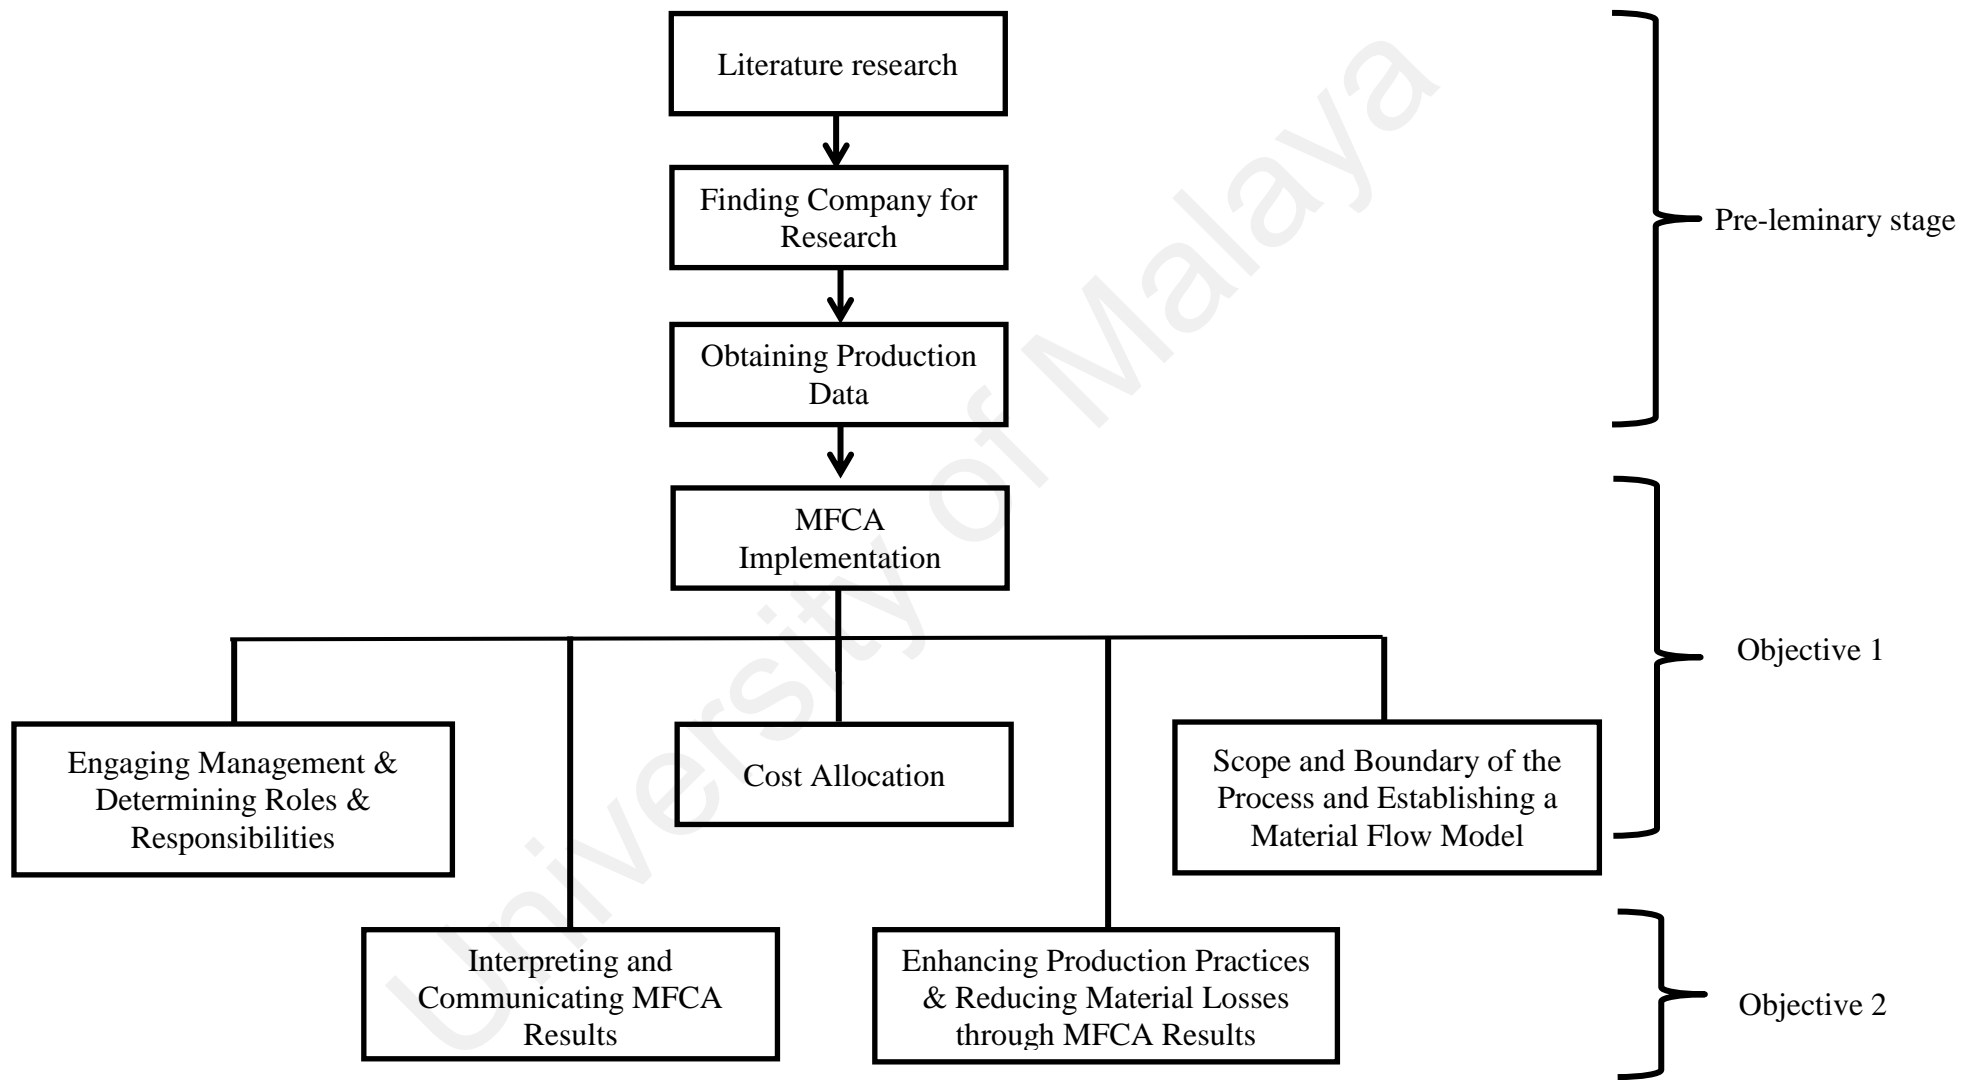 Literature research
Finding Company for
Research
Pre-leminary stage
Obtaining Production
Data
MFCA
Implementation
Objective 1
Engaging Management &
Determining Roles &
Responsibilities
Cost Allocation
Scope and Boundary of the
Process and Establishing a
Material Flow Model
Interpreting and
Communicating MFCA
Results
Enhancing Production Practices
& Reducing Material Losses
through MFCA Results
Objective 2
University of Malaya